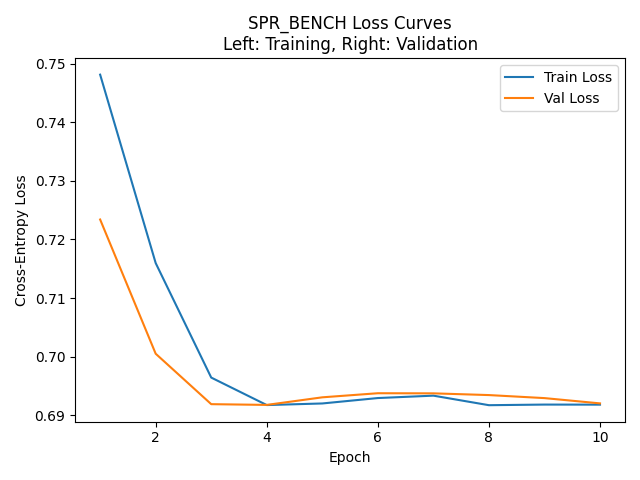 SPR_BENCH Loss Curves
Left: Training, Right: Validation
Train Loss
Val Loss
Cross-Entropy Loss
0.75
0.74
0.73
0.72
0.71
0.70
0.69
2
4
6
8
10
Epoch